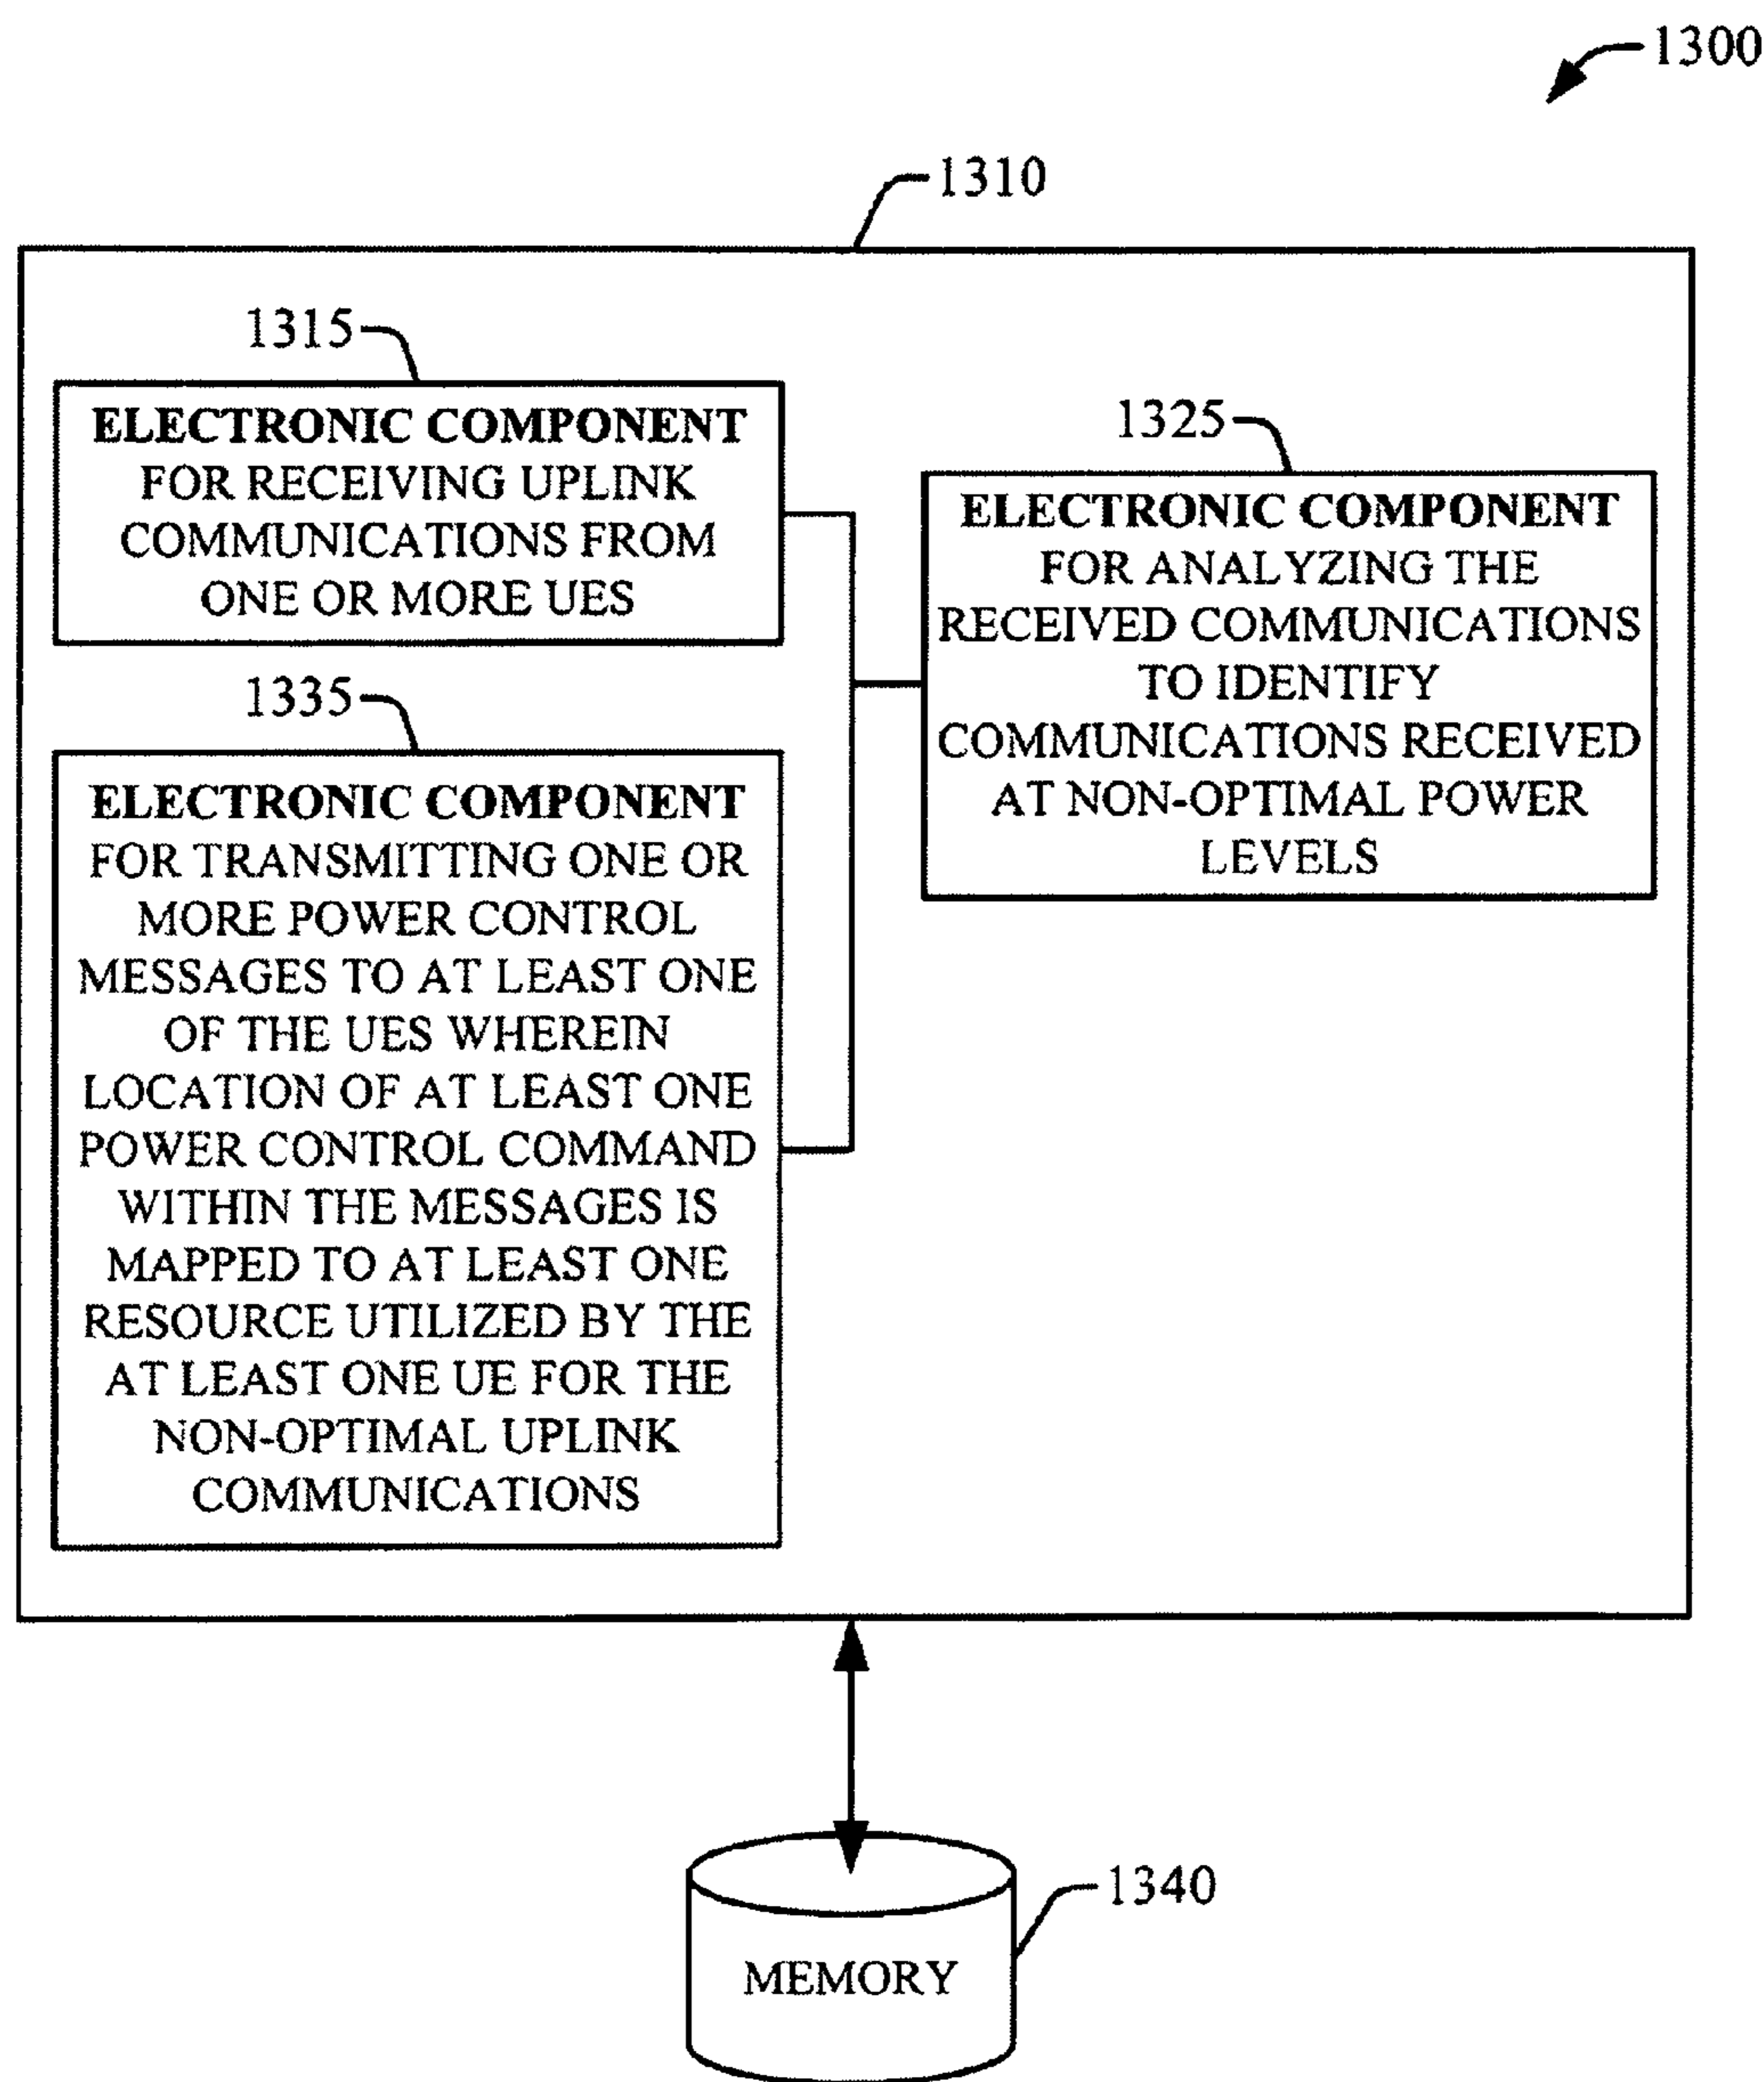 1300
1310
1315
ELECTRONIC COMPONENT
FOR RECEIVING UPLINK
COMMUNICATIONS FROM
ONE OR MORE UES
1325
ELECTRONIC COMPONENT
FOR ANALYZING THE
RECEIVED COMMUNICATIONS
TO IDENTIFY
COMMUNICATIONS RECEIVED
AT NON-OPTIMAL POWER
LEVELS
1335
ELECTRONIC COMPONENT
FOR TRANSMITTING ONE OR
MORE POWER CONTROL
MESSAGES TO AT LEAST ONE
OF THE UES WHEREIN
LOCATION OF AT LEAST ONE
POWER CONTROL COMMAND
WITHIN THE MESSAGES IS
MAPPED TO AT LEAST ONE
RESOURCE UTILIZED BY THE
AT LEAST ONE UE FOR THE
NON-OPTIMAL UPLINK
COMMUNICATIONS
1340
MEMORY